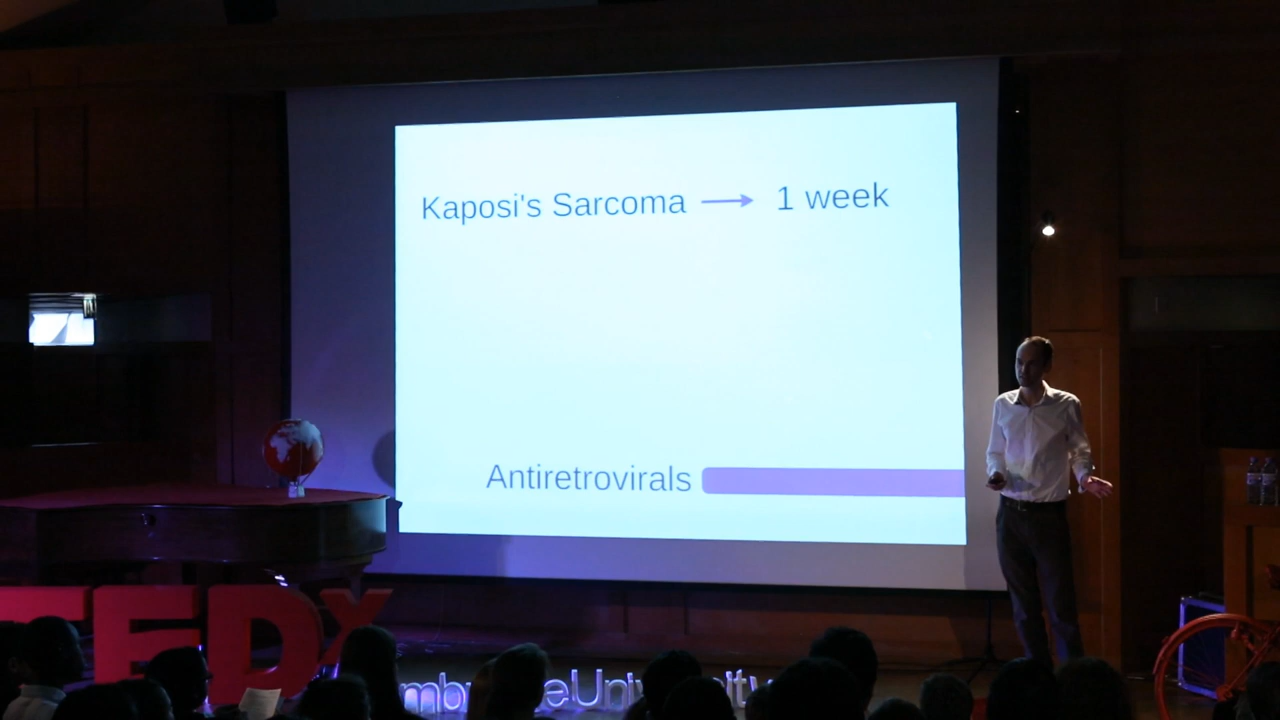 Kaposi's Sarcoma → 1 week
Antiretrovirals
TEDx